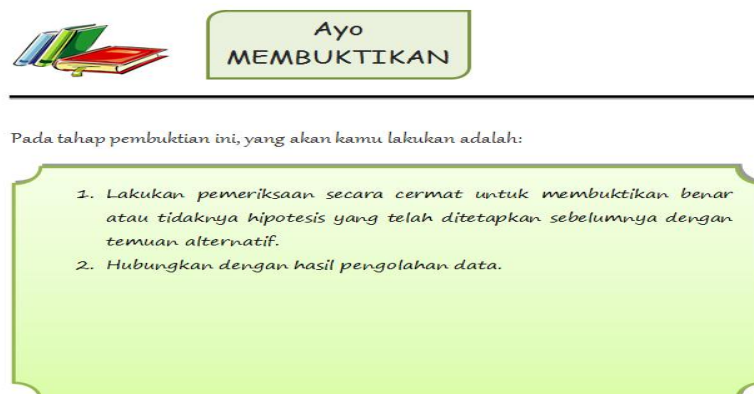 Ayo
MEMBUKTIKAN
Pada tahap pembuktian ini, yang akan kamu lakukan adalah:
1. Lakukan pemeriksaan secara cermat untuk membuktikan benar
atau tidaknya hipotesis yang telah ditetapkan sebelumnya dengan
temuan alternatif.
2. Hubungkan dengan hasil pengolahan data.